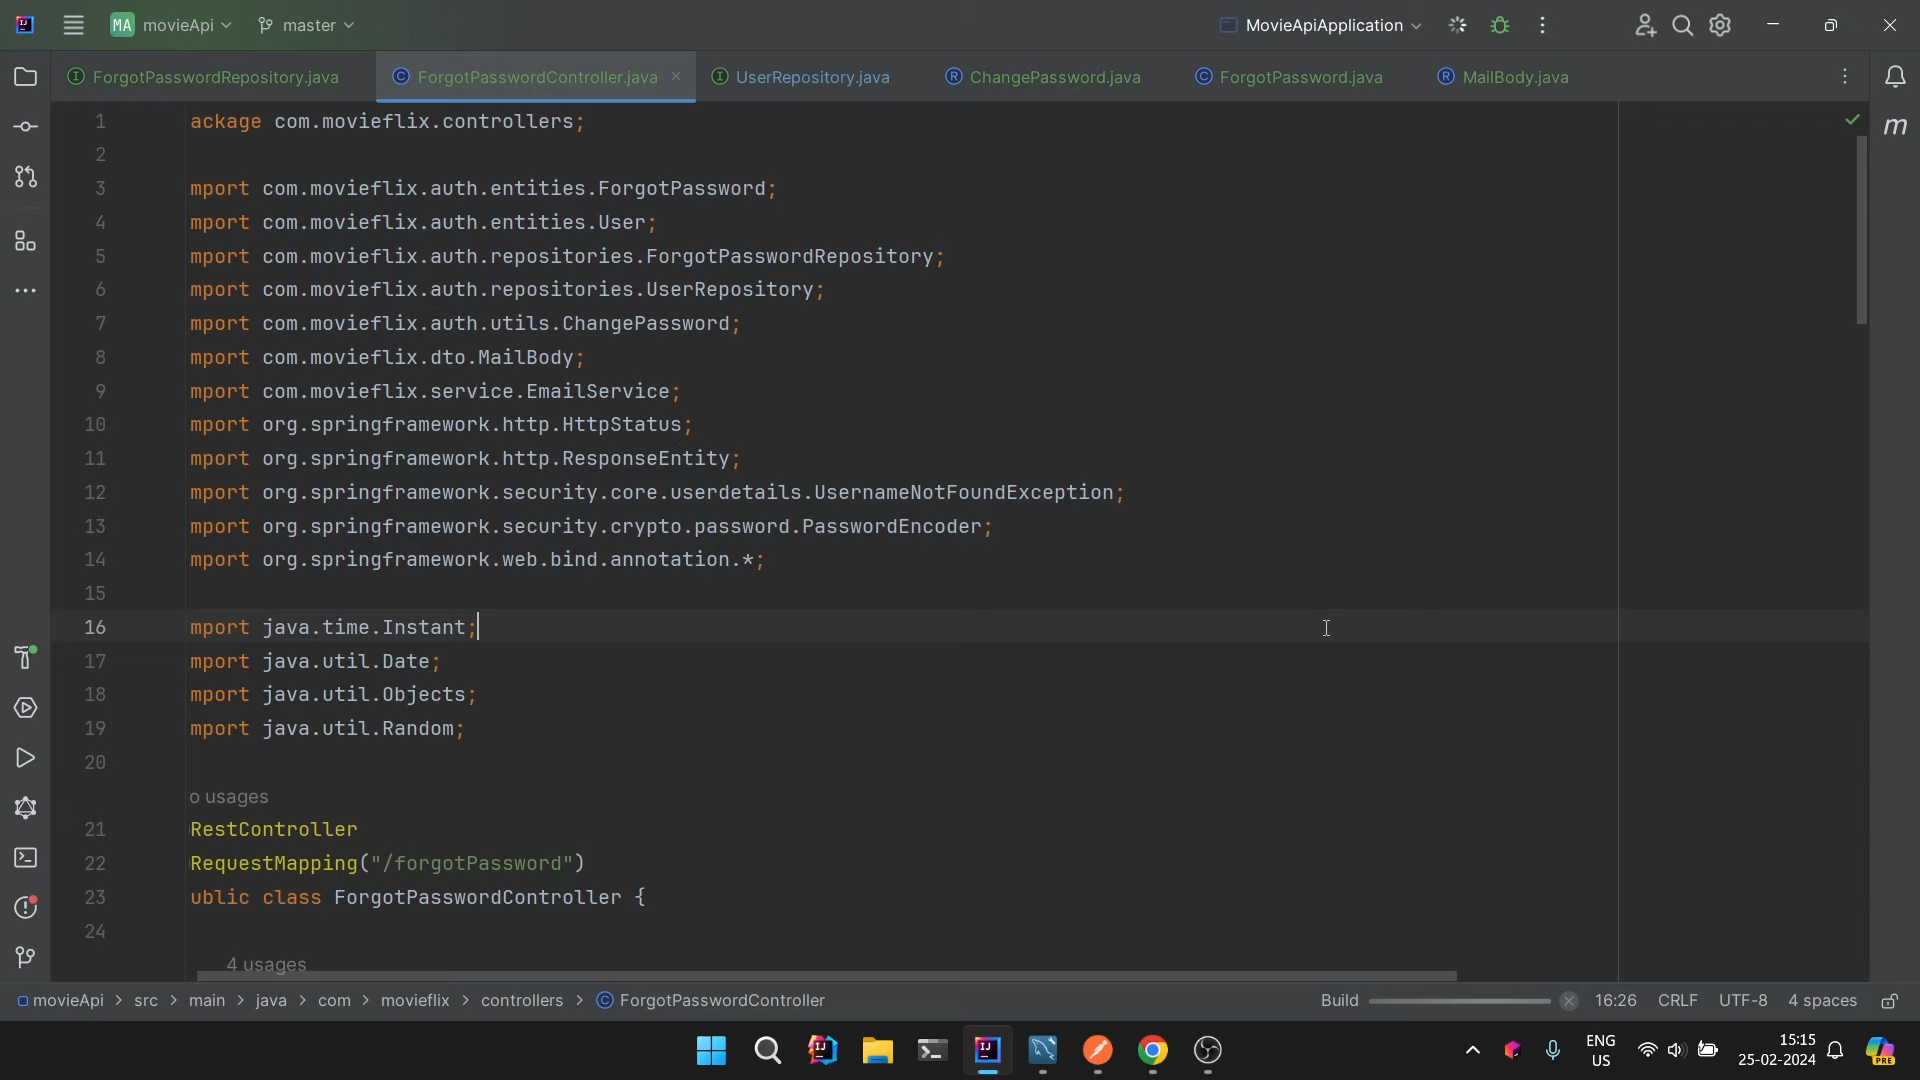 MA movieApi master MovieApiApplication
ForgotPasswordRepository.java ForgotPasswordController.java UserRepository.java ChangePassword.java ForgotPassword.java MailBody.java
1 ackage com.movieflix.controllers;
2
3 mport com.movieflix.auth.entities.ForgotPassword;
4 mport com.movieflix.auth.entities.User;
5 mport com.movieflix.auth.repositories.ForgotPasswordRepository;
6 mport com.movieflix.auth.repositories.UserRepository;
7 mport com.movieflix.auth.utils.ChangePassword;
8 mport com.movieflix.dto.MailBody;
9 mport com.movieflix.service.EmailService;
10 mport org.springframework.http.HttpStatus;
11 mport org.springframework.http.ResponseEntity;
12 mport org.springframework.security.core.userdetails.UsernameNotFoundException;
13 mport org.springframework.security.crypto.password.PasswordEncoder;
14 mport org.springframework.web.bind.annotation.*;
15
16 mport java.time.Instant;
17 mport java.util.Date;
18 mport java.util.Objects;
19 mport java.util.Random;
20
o usages
21 RestController
22 RequestMapping("/forgotPassword")
23 ublic class ForgotPasswordController {
24
4 usages
movieApi > src > main > java > com > movieflix > controllers > ForgotPasswordController Build 16:26 CRLF UTF-8 4 spaces
ENG
US
15:15
25-02-2024
PRE